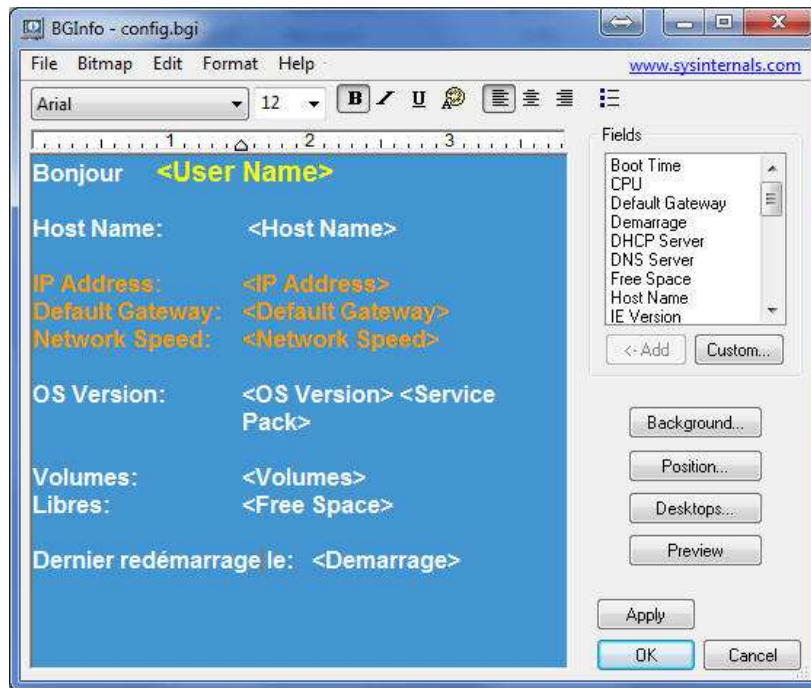 BGInfo - config.bgi
File Bitmap Edit Format Help
www.sysinternals.com
Arial 12 B I U
1 2 3
Fields
Bonjour <User Name>
Host Name: <Host Name>
IP Address: <IP Address>
Default Gateway: <Default Gateway>
Network Speed: <Network Speed>
OS Version: <OS Version> <Service
Pack>
Volumes: <Volumes>
Libres: <Free Space>
Dernier redémarrage le: <Demarrage>
Boot Time
CPU
Default Gateway
Demarrage
DHCP Server
DNS Server
Free Space
Host Name
IE Version
<- Add Custom...
Background...
Position...
Desktops...
Preview
Apply
OK Cancel